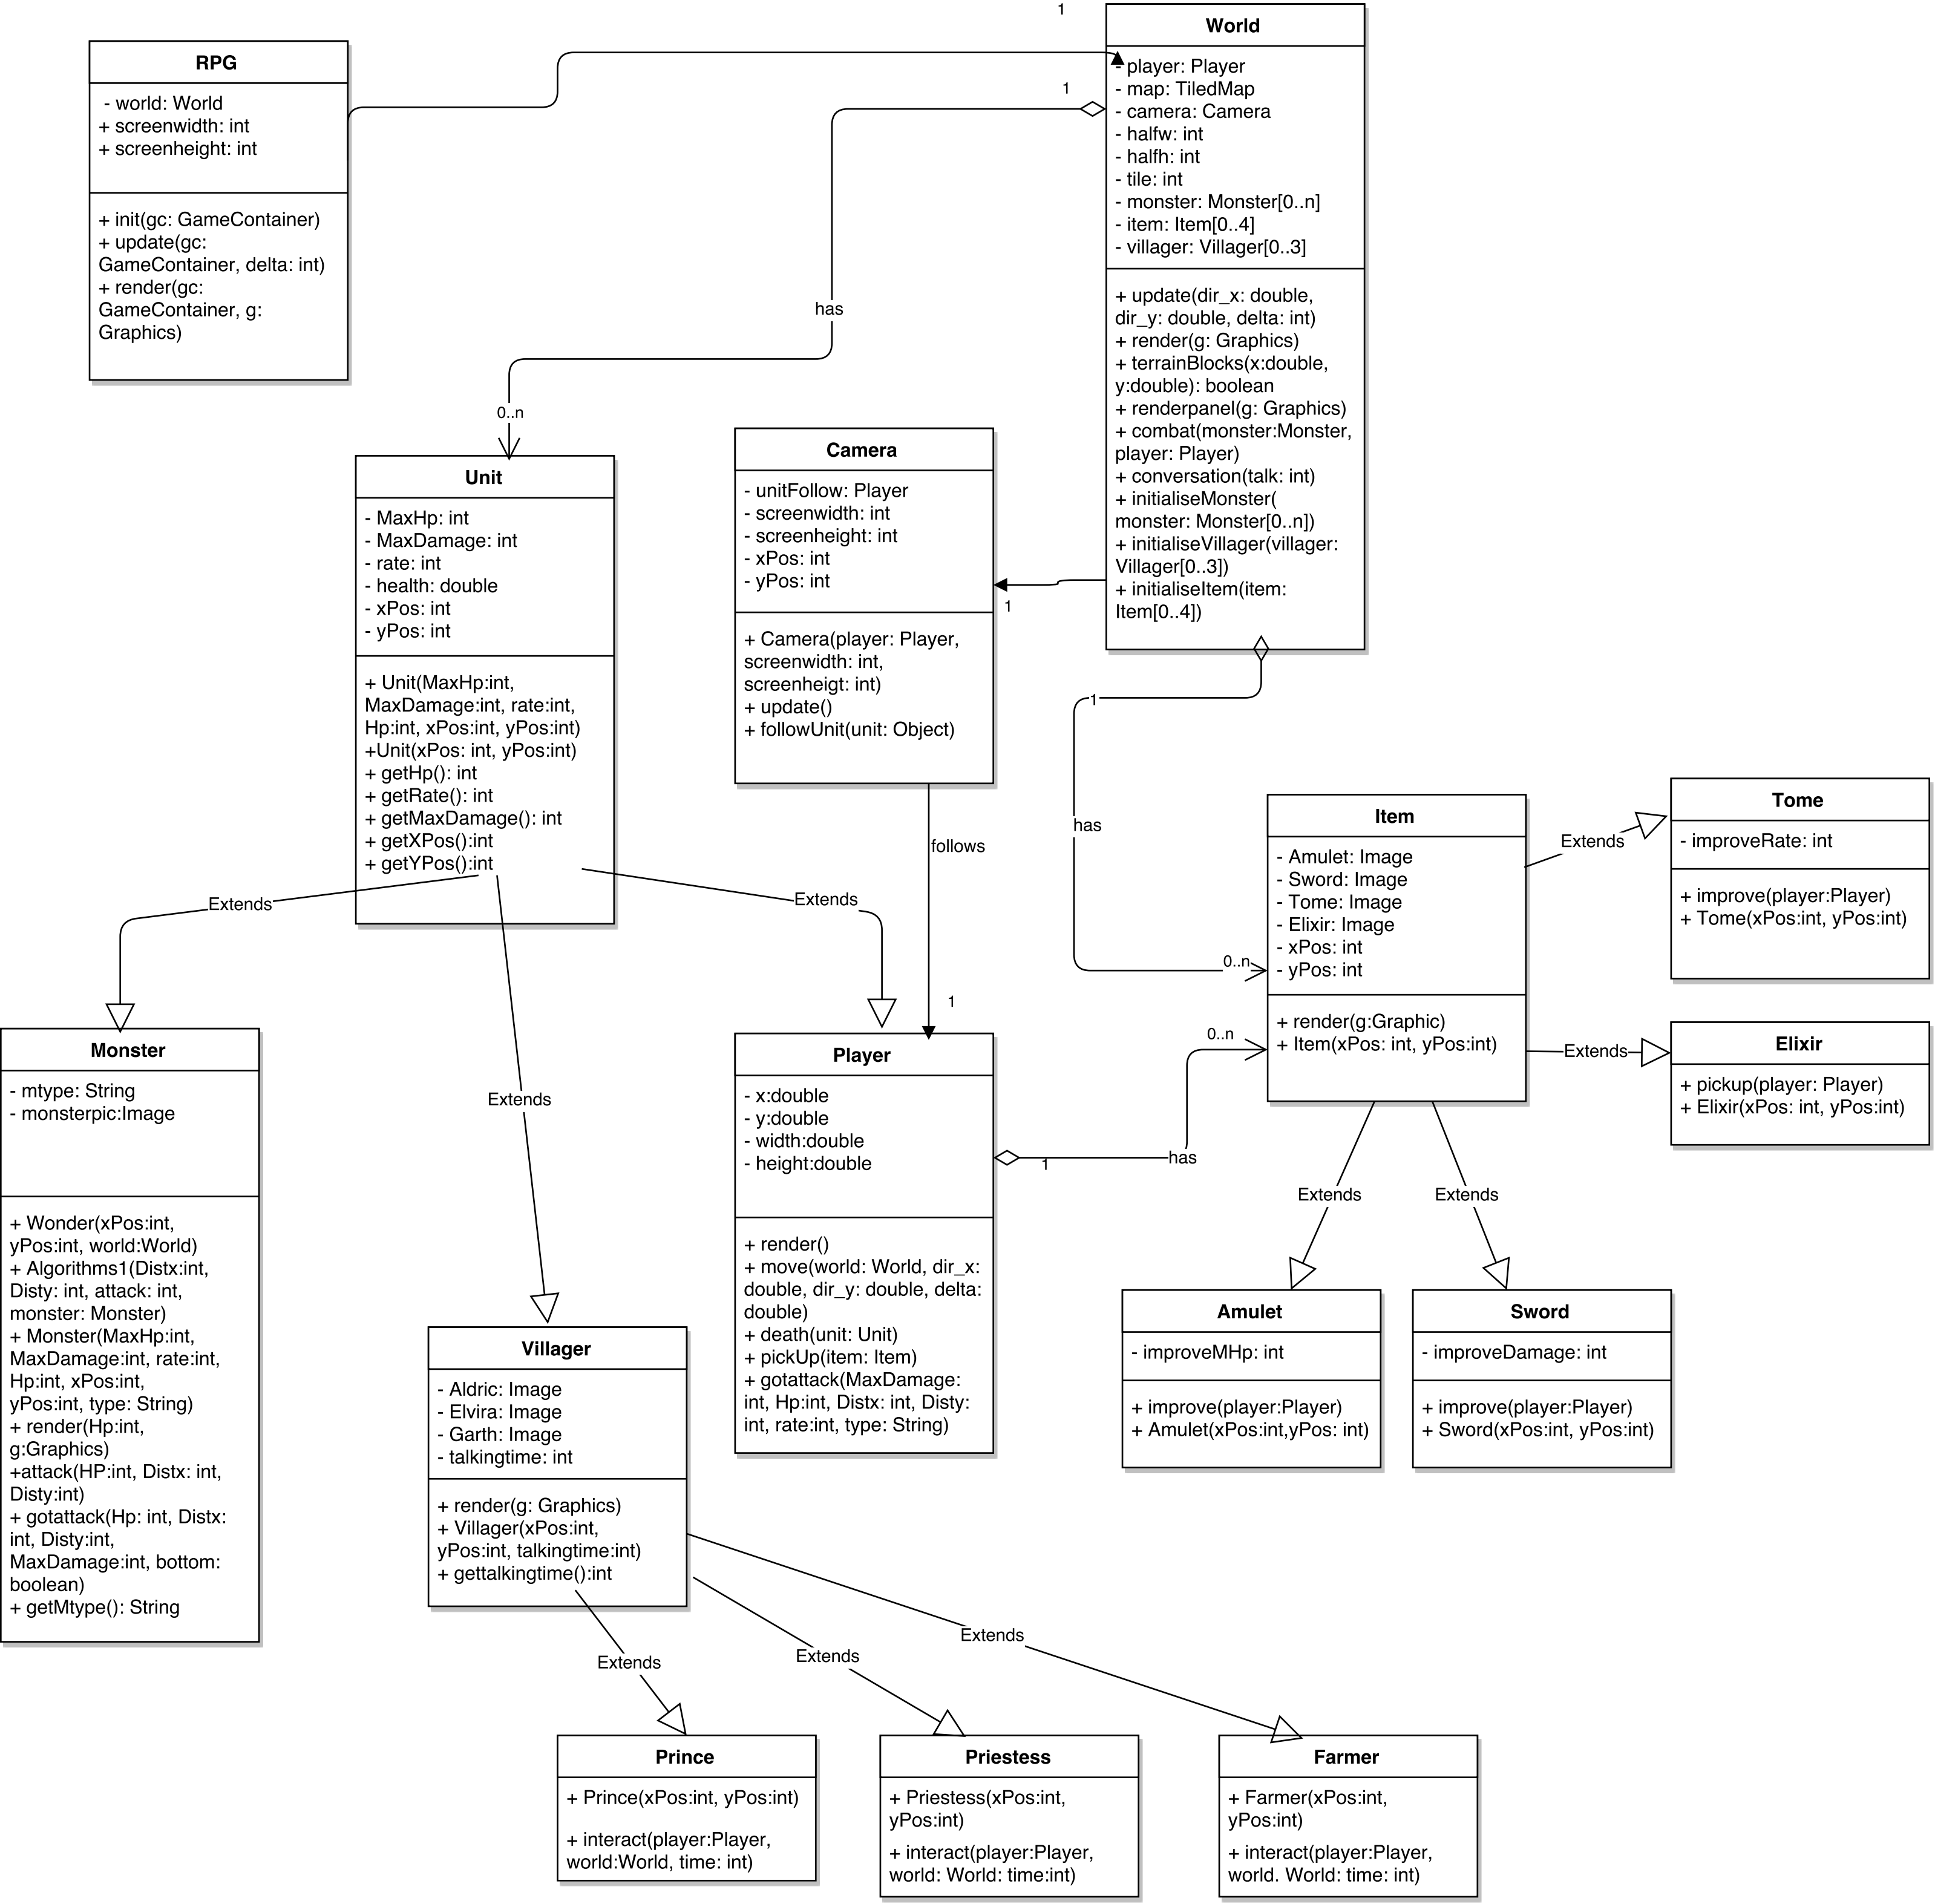 RPG
- world: World
+ screenwidth: int
+ screenheight: int
+ init(gc: GameContainer)
+ update(gc:
GameContainer, delta: int)
+ render(gc:
GameContainer, g:
Graphics)
1
1
World
- player: Player
- map: TiledMap
- camera: Camera
- halfw: int
- halfh: int
- tile: int
- monster: Monster[0..n]
- item: Item[0..4]
- villager: Villager[0..3]
+ update(dir_x: double,
dir_y: double, delta: int)
+ render(g: Graphics)
+ terrainBlocks(x:double,
y:double): boolean
+ renderpanel(g: Graphics)
+ combat(monster:Monster,
player: Player)
+ conversation(talk: int)
+ initialiseMonster(
monster: Monster[0..n])
+ initialiseVillager(villager:
Villager[0..3])
+ initialiseItem(item:
Item[0..4])
has
0..n
Unit
- MaxHp: int
- MaxDamage: int
- rate: int
- health: double
- xPos: int
- yPos: int
+ Unit(MaxHp:int,
MaxDamage:int, rate:int,
Hp:int, xPos:int, yPos:int)
+Unit(xPos: int, yPos:int)
+ getHp(): int
+ getRate(): int
+ getMaxDamage(): int
+ getXPos():int
+ getYPos():int
Camera
- unitFollow: Player
- screenwidth: int
- screenheight: int
- xPos: int
- yPos: int
+ Camera(player: Player,
screenwidth: int,
screenheigt: int)
+ update()
+ followUnit(unit: Object)
1
1
has
0..n
follows
1
Item
- Amulet: Image
- Sword: Image
- Tome: Image
- Elixir: Image
- xPos: int
- yPos: int
+ render(g:Graphic)
+ Item(xPos: int, yPos:int)
Extends
Tome
- improveRate: int
+ improve(player:Player)
+ Tome(xPos:int, yPos:int)
Extends
Elixir
+ pickup(player: Player)
+ Elixir(xPos: int, yPos:int)
Extends
Extends
Extends
Monster
- mtype: String
- monsterpic:Image
+ Wonder(xPos:int,
yPos:int, world:World)
+ Algorithms1(Distx:int,
Disty: int, attack: int,
monster: Monster)
+ Monster(MaxHp:int,
MaxDamage:int, rate:int,
Hp:int, xPos:int,
yPos:int, type: String)
+ render(Hp:int,
g:Graphics)
+attack(HP:int, Distx: int,
Disty:int)
+ gotattack(Hp: int, Distx:
int, Disty:int,
MaxDamage:int, bottom:
boolean)
+ getMtype(): String
Player
- x:double
- y:double
- width:double
- height:double
+ render()
+ move(world: World, dir_x:
double, dir_y: double, delta:
double)
+ death(unit: Unit)
+ pickUp(item: Item)
+ gotattack(MaxDamage:
int, Hp:int, Distx: int, Disty:
int, rate:int, type: String)
1
has
0..n
Extends
Extends
Amulet
- improveMHp: int
+ improve(player:Player)
+ Amulet(xPos:int,yPos: int)
Sword
- improveDamage: int
+ improve(player:Player)
+ Sword(xPos:int, yPos:int)
Villager
- Aldric: Image
- Elvira: Image
- Garth: Image
- talkingtime: int
+ render(g: Graphics)
+ Villager(xPos:int,
yPos:int, talkingtime:int)
+ gettalkingtime():int
Extends
Extends
Extends
Prince
+ Prince(xPos:int, yPos:int)
+ interact(player:Player,
world:World, time: int)
Priestess
+ Priestess(xPos:int,
yPos:int)
+ interact(player:Player,
world: World: time:int)
Farmer
+ Farmer(xPos:int,
yPos:int)
+ interact(player:Player,
world. World: time: int)